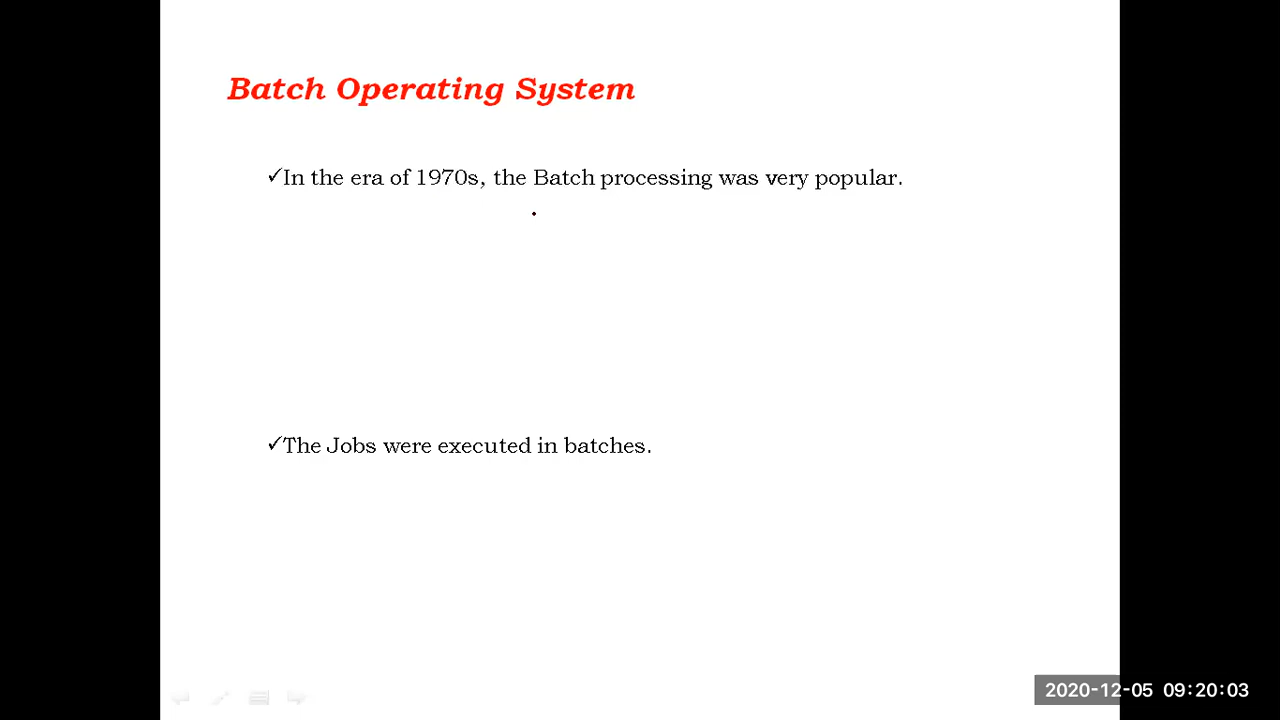 Batch Operating System
✓In the era of 1970s, the Batch processing was very popular.
✓The Jobs were executed in batches.
2020-12-05 09:20:03